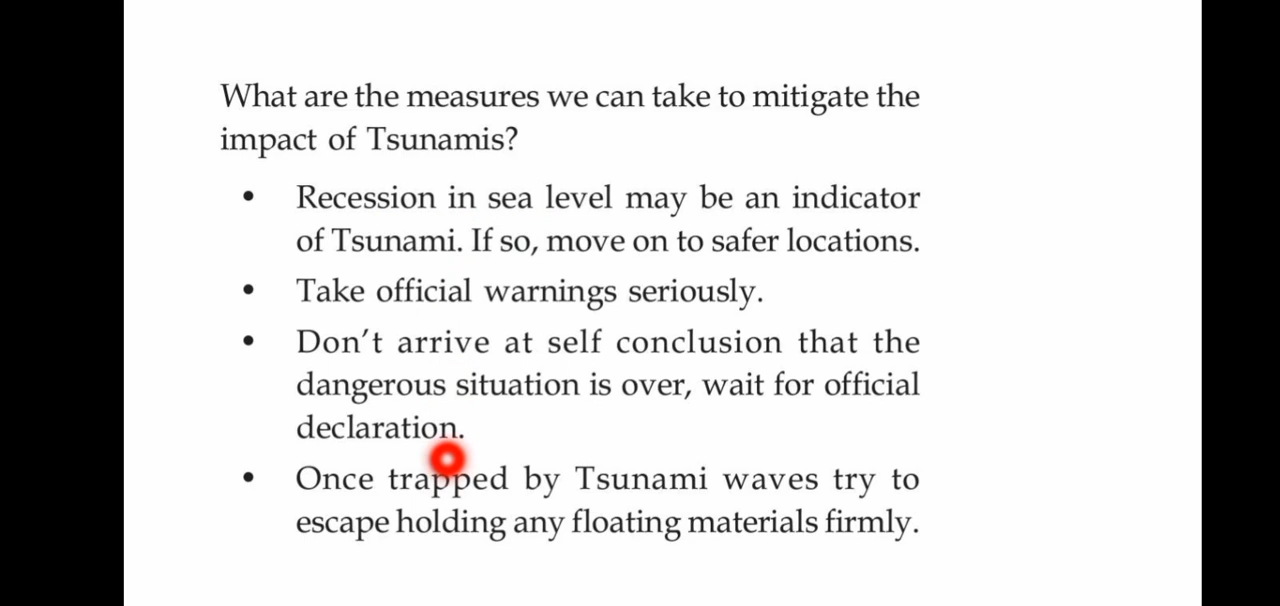 What are the measures we can take to mitigate the
impact of Tsunamis?
• Recession in sea level may be an indicator
of Tsunami. If so, move on to safer locations.
• Take official warnings seriously.
• Don't arrive at self conclusion that the
dangerous situation is over, wait for official
declaration.
• Once trapped by Tsunami waves try to
escape holding any floating materials firmly.